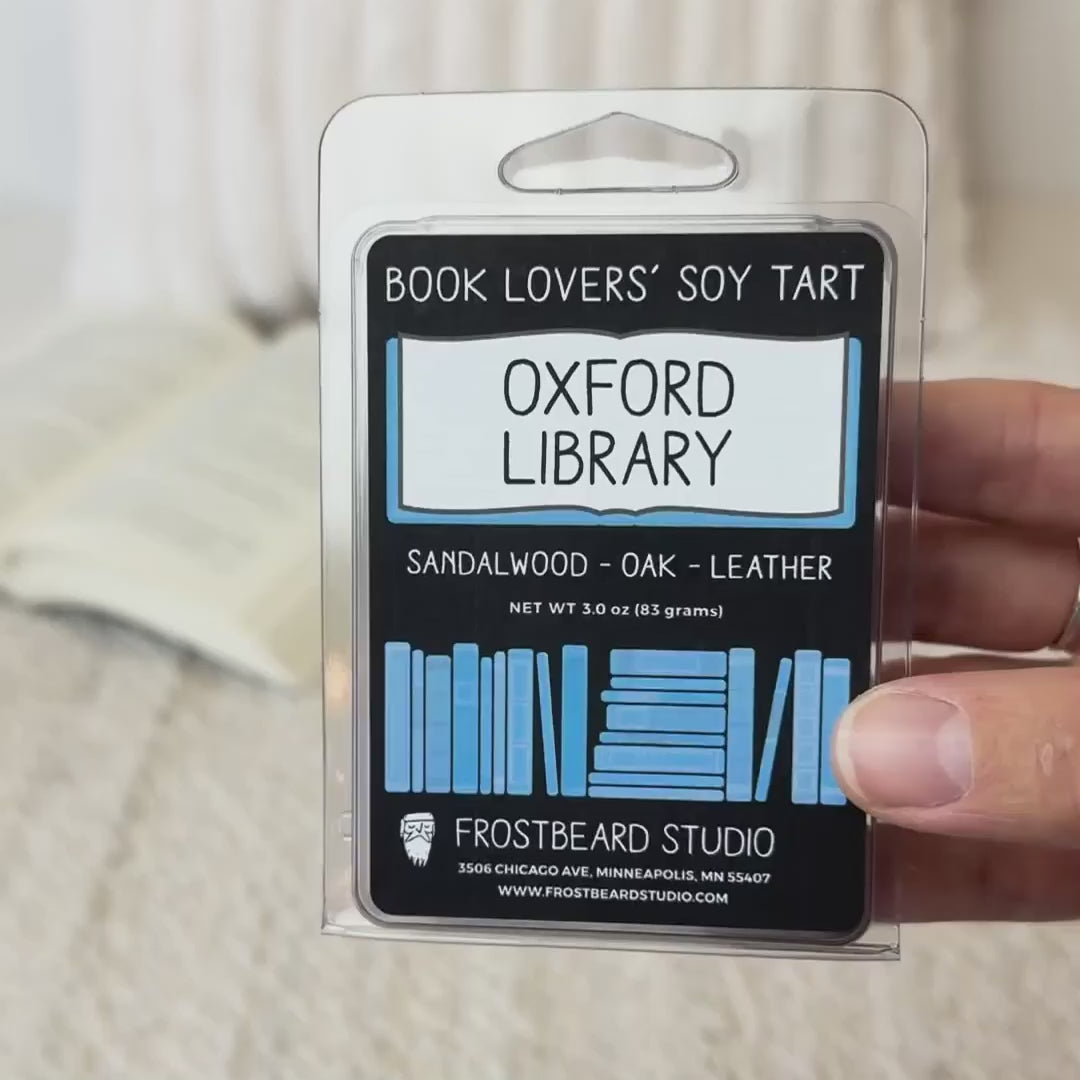 BOOK LOVERS´ SOY TART
OXFORD
LIBRARY
SANDALWOOD - OAK - LEATHER
NET WT 3.0 oz (83 grams)
FROSTBEARD STUDIO
3506 CHICAGO AVE, MINNEAPOLIS, MN 55407
WWW.FROSTBEARDSTUDIO.COM